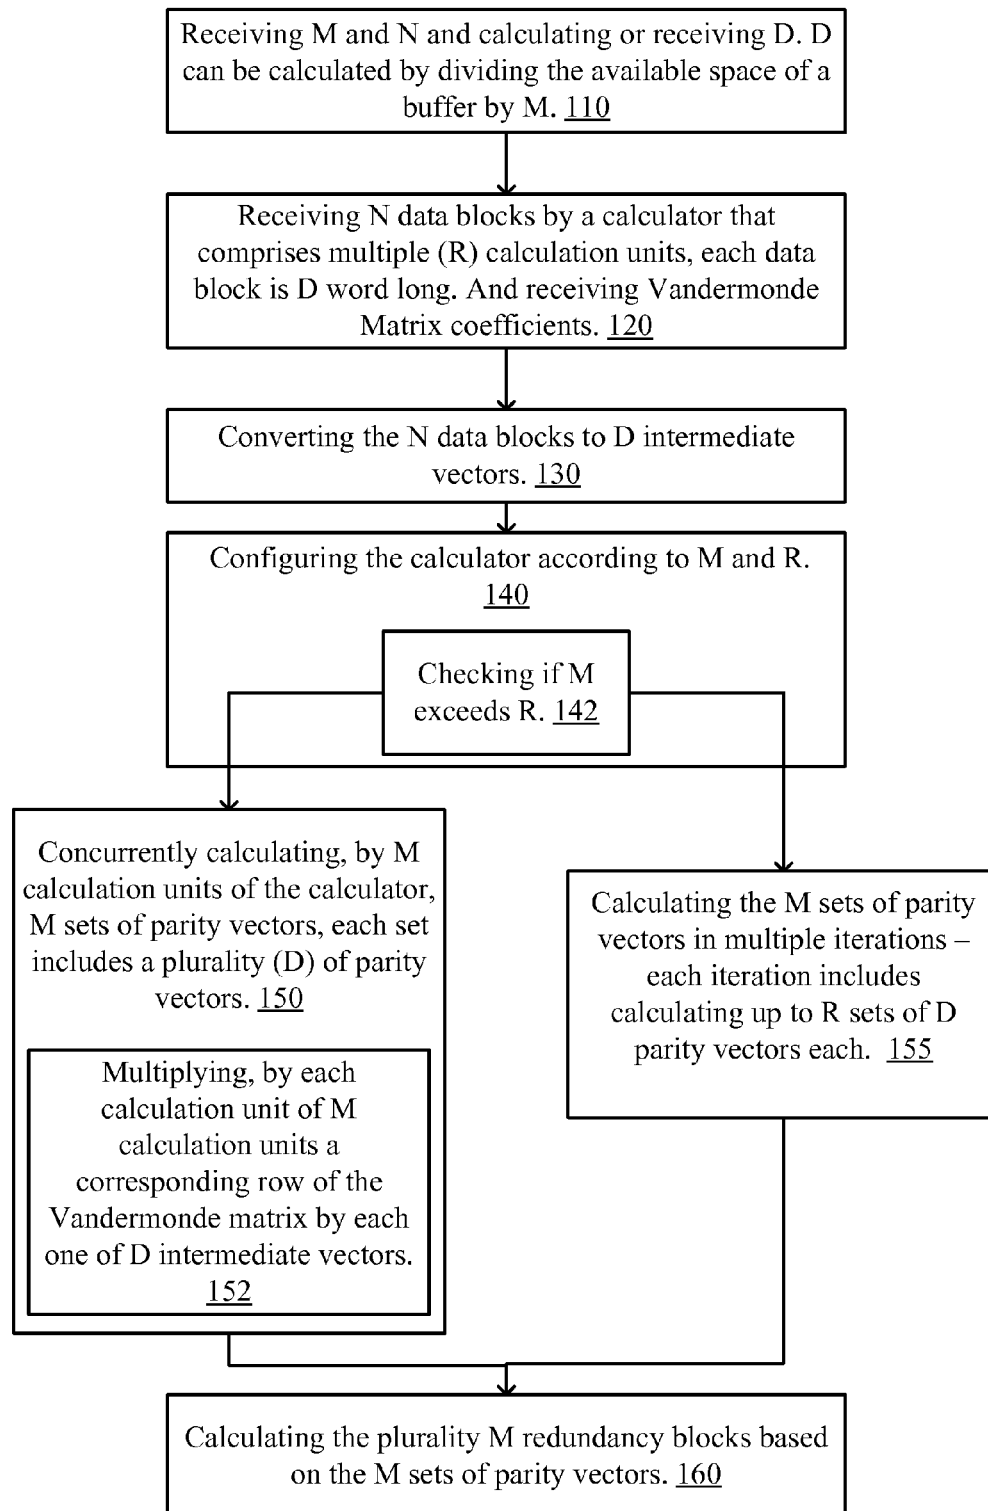 Receiving M and N and calculating or receiving D. D
can be calculated by dividing the available space of a
buffer by M. 110
Receiving N data blocks by a calculator that
comprises multiple (R) calculation units, each data
block is D word long. And receiving Vandermonde
Matrix coefficients. 120
Converting the N data blocks to D intermediate
vectors. 130
Configuring the calculator according to M and R.
140
Checking if M
exceeds R. 142
Concurrently calculating, by M
calculation units of the calculator,
M sets of parity vectors, each set
includes a plurality (D) of parity
vectors. 150
Multiplying, by each
calculation unit of M
calculation units a
corresponding row of the
Vandermonde matrix by each
one of D intermediate vectors.
152
Calculating the M sets of parity
vectors in multiple iterations –
each iteration includes
calculating up to R sets of D
parity vectors each. 155
Calculating the plurality M redundancy blocks based
on the M sets of parity vectors. 160